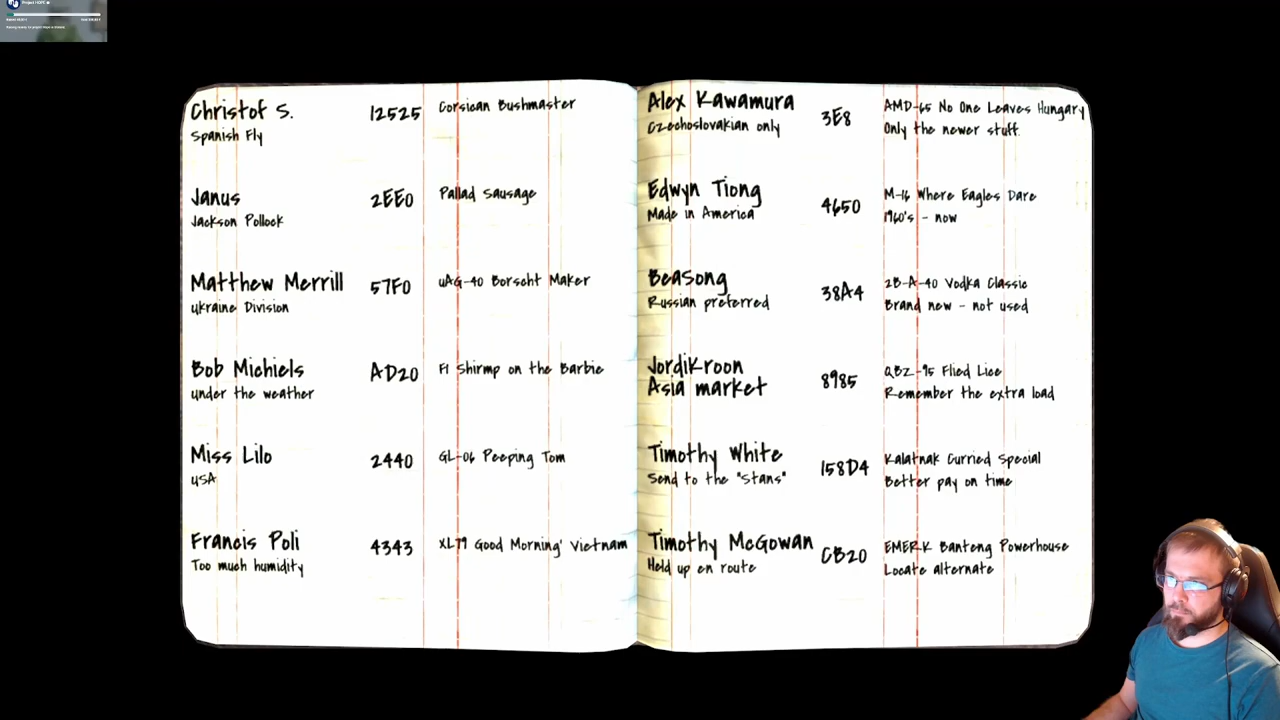 Project HOPE
Christof S.
Spanish Fly
12525
Corsican Bushmaster
Janus
Jackson Pollock
2EE0
Pallad Sausage
Matthew Merrill
Ukraine Division
57F0
UAG-40 Borscht Maker
Bob Michiels
Under the weather
AD20
F1 Shirmp on the Barbie
Miss Lilo
USA
2440
GL-06 Peeping Tom
Francis Poli
Too much humidity
4343
XL79 Good Morning' Vietnam
Alex Kawamura
Czechoslovakian only
3E8
AMD-65 No One Leaves Hungary
Only the newer stuff.
Edwyn Tiong
Made in America
4650
M-16 Where Eagles Dare
1960's - now
BeaSong
Russian preferred
38A4
2B-A-40 Vodka Classic
Brand new - not used
JordiKroon
Asia market
8985
QBZ-95 Flied Lice
Remember the extra load
Timothy White
Send to the "Stans"
158D4
Kalatnak Curried Special
Better pay on time
Timothy McGowan
Held up en route
CB20
EMERK Banteng Powerhouse
Locate alternate